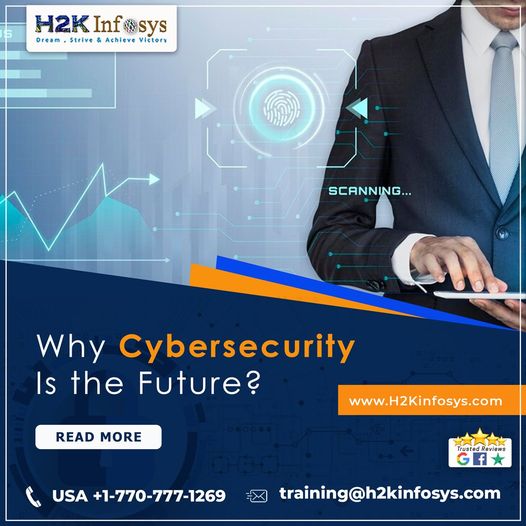 H2K Infosys
Dream , Strive & Achieve Victory
US
SCANNING...
Why Cybersecurity
Is the Future?
www.H2Kinfosys.com
READ MORE
Trusted Reviews
G f
USA +1-770-777-1269
training@h2kinfosys.com